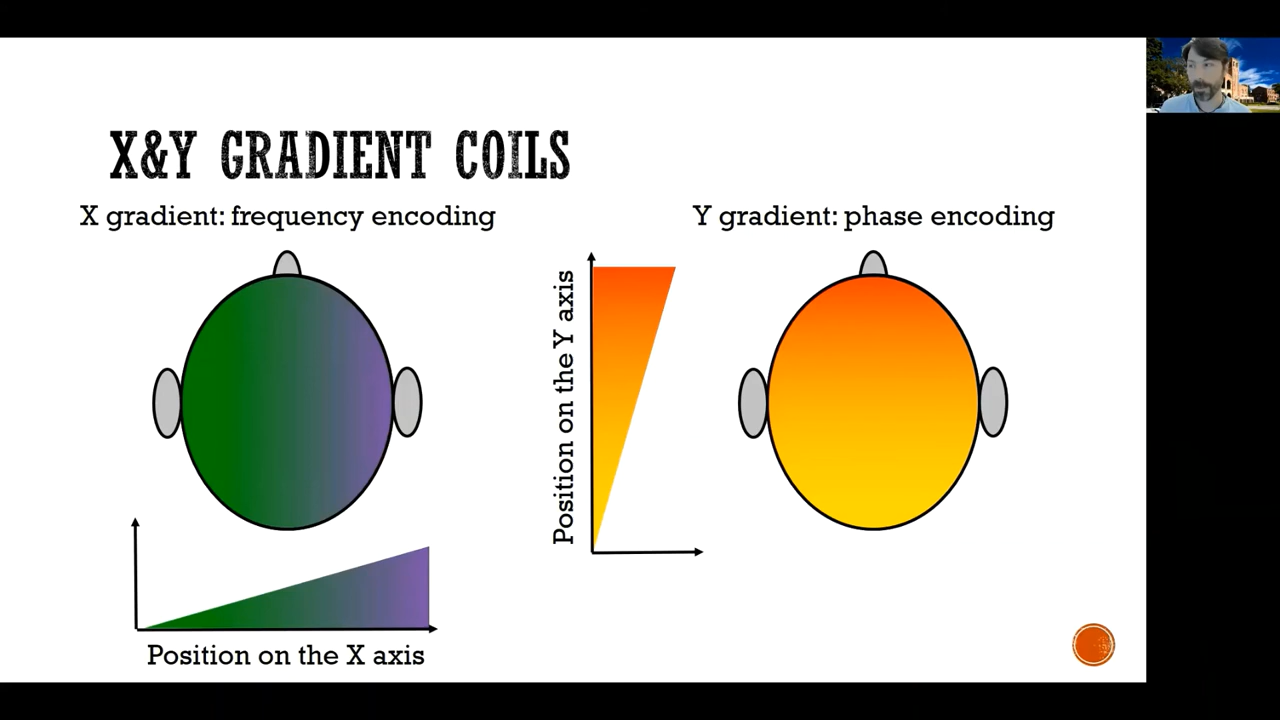 X&Y GRADIENT COILS
X gradient: frequency encoding
Y gradient: phase encoding
Position on the Y axis
Position on the X axis